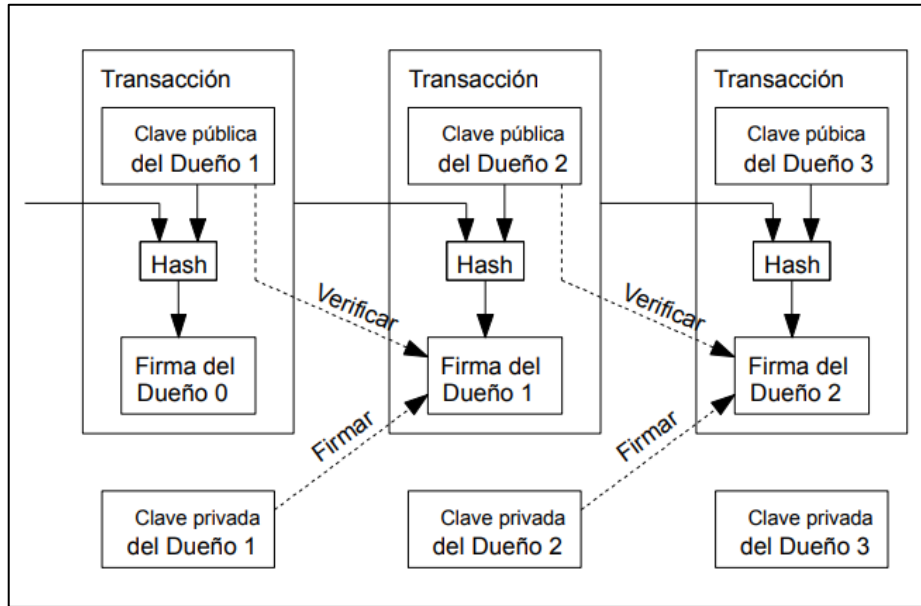 Transacción
Clave pública
del Dueño 1
Hash
Firma del
Dueño 0
Transacción
Clave pública
del Dueño 2
Hash
Firma del
Dueño 1
Transacción
Clave púbica
del Dueño 3
Hash
Firma del
Dueño 2
Verificar
Verificar
Firmar
Firmar
Clave privada
del Dueño 1
Clave privada
del Dueño 2
Clave privada
del Dueño 3